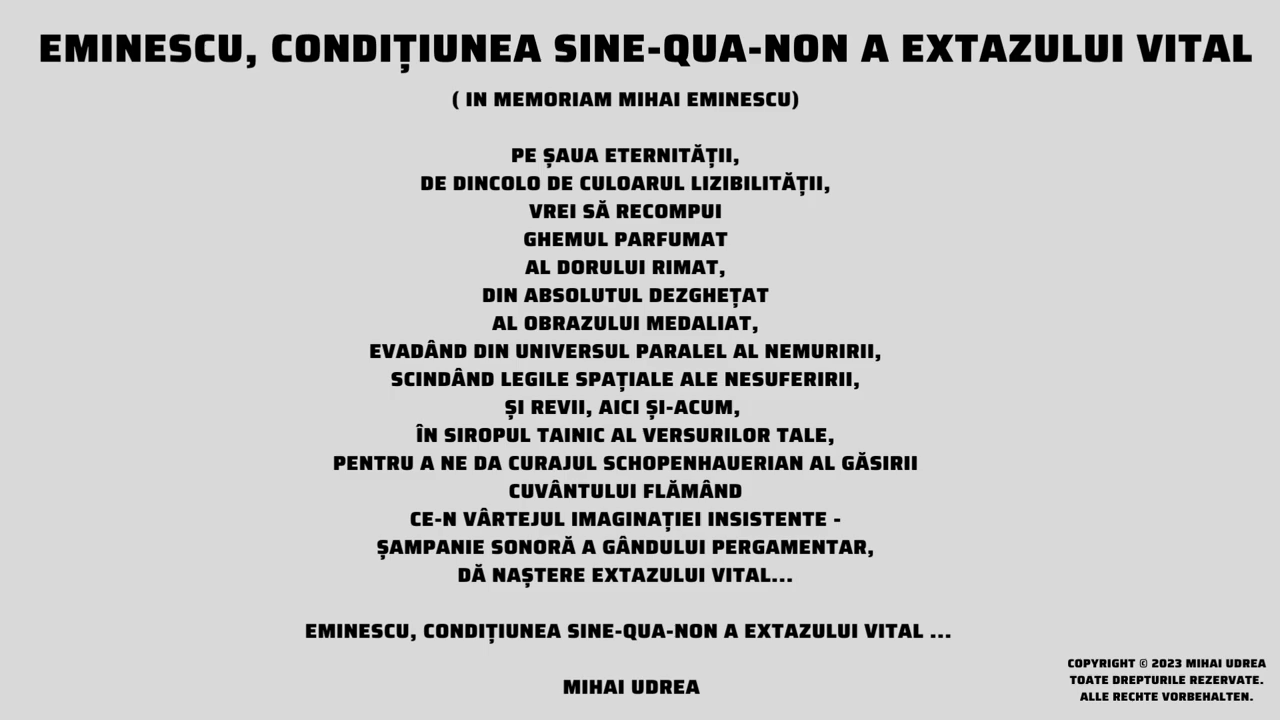 EMINESCU, CONDIȚIUNEA SINE-QUA-NON A EXTAZULUI VITAL
( IN MEMORIAM MIHAI EMINESCU)
PE ȘAUA ETERNITĂȚII,
DE DINCOLO DE CULOARUL LIZIBILITĂȚII,
VREI SĂ RECOMPUI
GHEMUL PARFUMAT
AL DORULUI RIMAT,
DIN ABSOLUTUL DEZGHEȚAT
AL OBRAZULUI MEDALIAT,
EVADÂND DIN UNIVERSUL PARALEL AL NEMURIRII,
SCINDÂND LEGILE SPAȚIALE ALE NESUFERIRII,
ȘI REVII, AICI ȘI-ACUM,
ÎN SIROPUL TAINIC AL VERSURILOR TALE,
PENTRU A NE DA CURAJUL SCHOPENHAUERIAN AL GĂSIRII
CUVÂNTULUI FLĂMÂND
CE-N VÂRTEJUL IMAGINAȚIEI INSISTENTE -
ȘAMPANIE SONORĂ A GÂNDULUI PERGAMENTAR,
DĂ NAȘTERE EXTAZULUI VITAL...
EMINESCU, CONDIȚIUNEA SINE-QUA-NON A EXTAZULUI VITAL ...
MIHAI UDREA
COPYRIGHT © 2023 MIHAI UDREA
TOATE DREPTURILE REZERVATE.
ALLE RECHTE VORBEHALTEN.